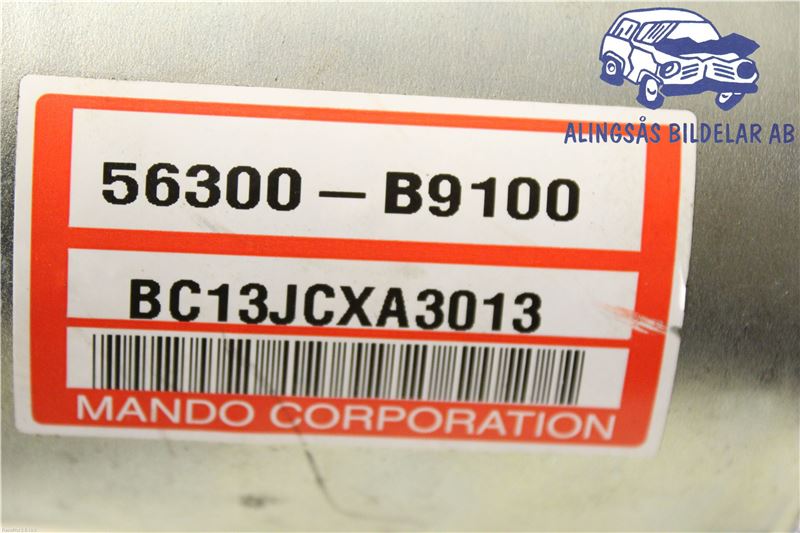 ALINGSÅS BILDELAR AB
56300-B9100
BC13JCXA3013
MANDO CORPORATION